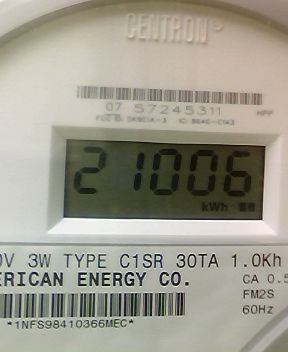 CENTRON®
07 57245311
21006
kWh
0V 3W TYPE C1SR 30TA 1.0Kh
ERICAN ENERGY CO.
CA 0.5
FM2S
60Hz
*1NFS98410366MEC*